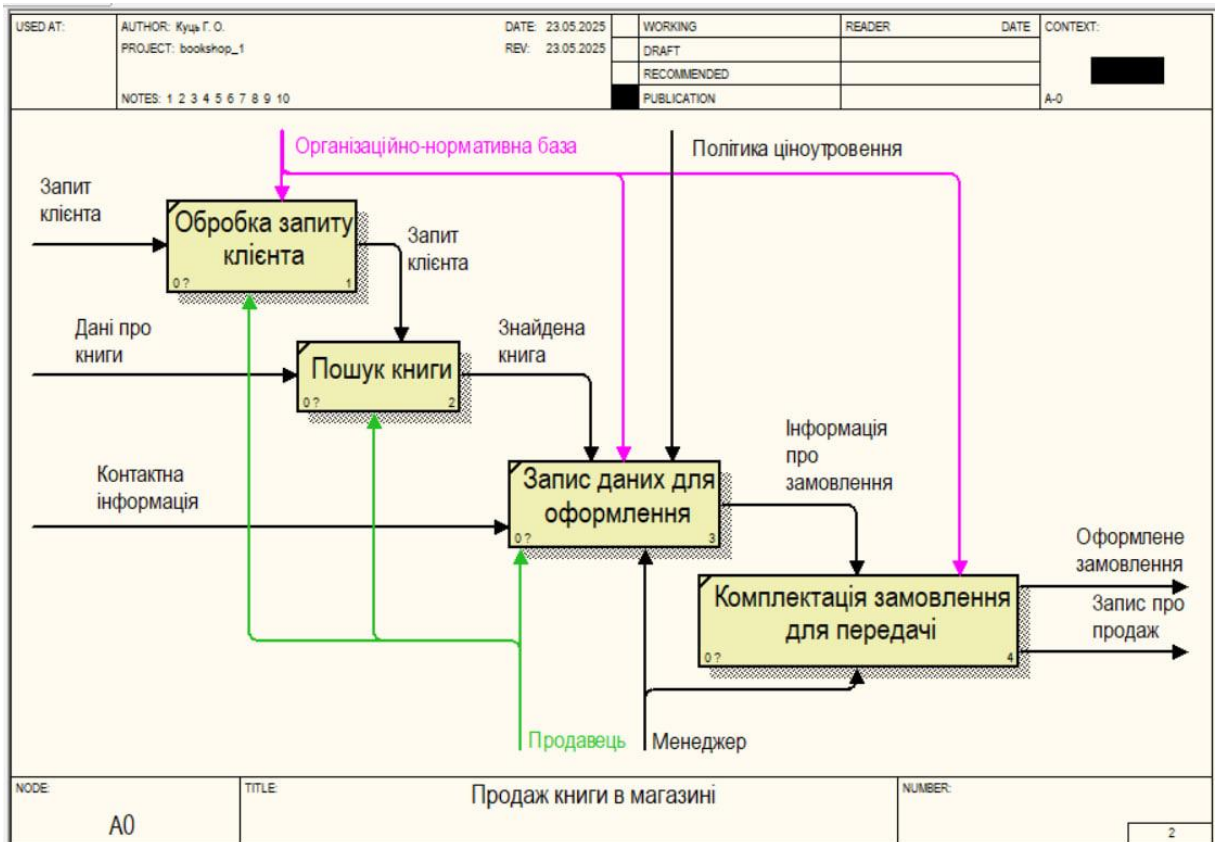 USED AT:
AUTHOR: Куць Г. О.
DATE: 23.05.2025
WORKING
READER
DATE
CONTEXT:
PROJECT: bookshop_1
REV: 23.05.2025
DRAFT
RECOMMENDED
NOTES: 1 2 3 4 5 6 7 8 9 10
PUBLICATION
A-0
Організаційно-нормативна база
Політика ціноутровення
Запит
клієнта
Обробка запиту
клієнта
0 ?
1
Запит
клієнта
Дані про
книги
Пошук книги
0 ?
2
Знайдена
книга
Контактна
інформація
Запис даних для
оформлення
0 ?
3
Інформація
про
замовлення
Комплектація замовлення
для передачі
0 ?
4
Оформлене
замовлення
Запис про
продаж
Продавець
Менеджер
NODE:
A0
TITLE:
Продаж книги в магазині
NUMBER:
2